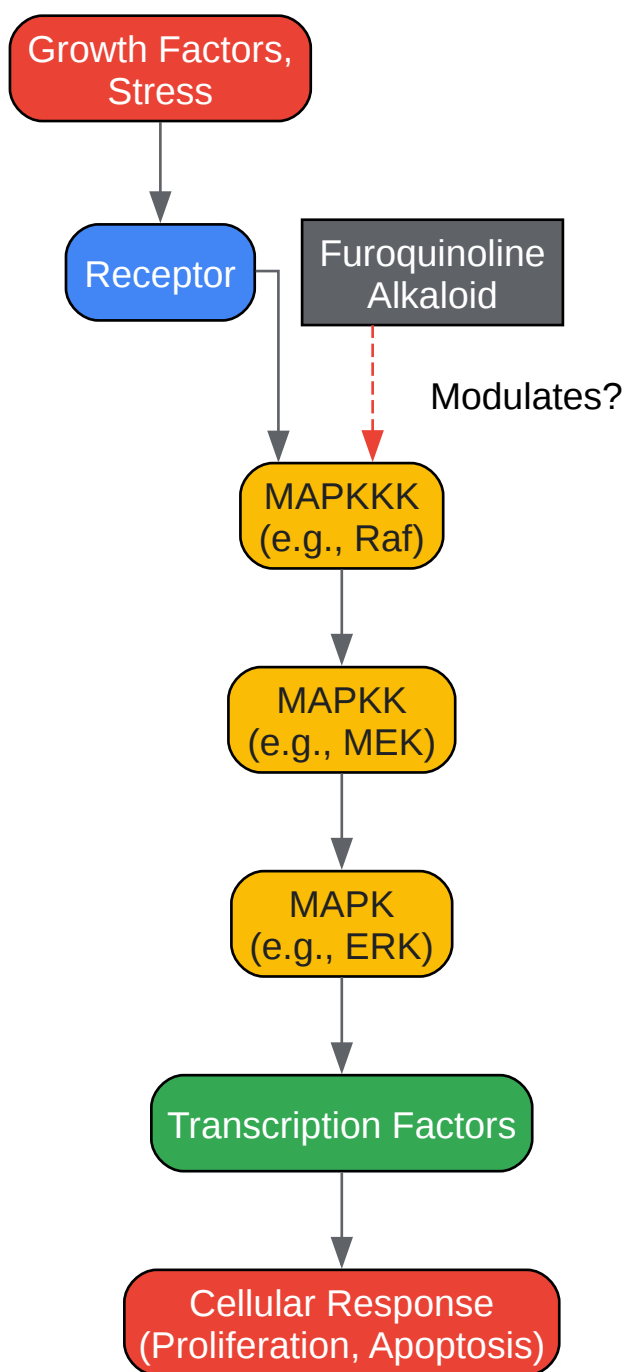 Growth Factors,
Stress
Receptor
Furoquinoline
Alkaloid
Modulates?
MAPKKK
(e.g., Raf)
MAPKK
(e.g., MEK)
MAPK
(e.g., ERK)
Transcription Factors
Cellular Response
(Proliferation, Apoptosis)